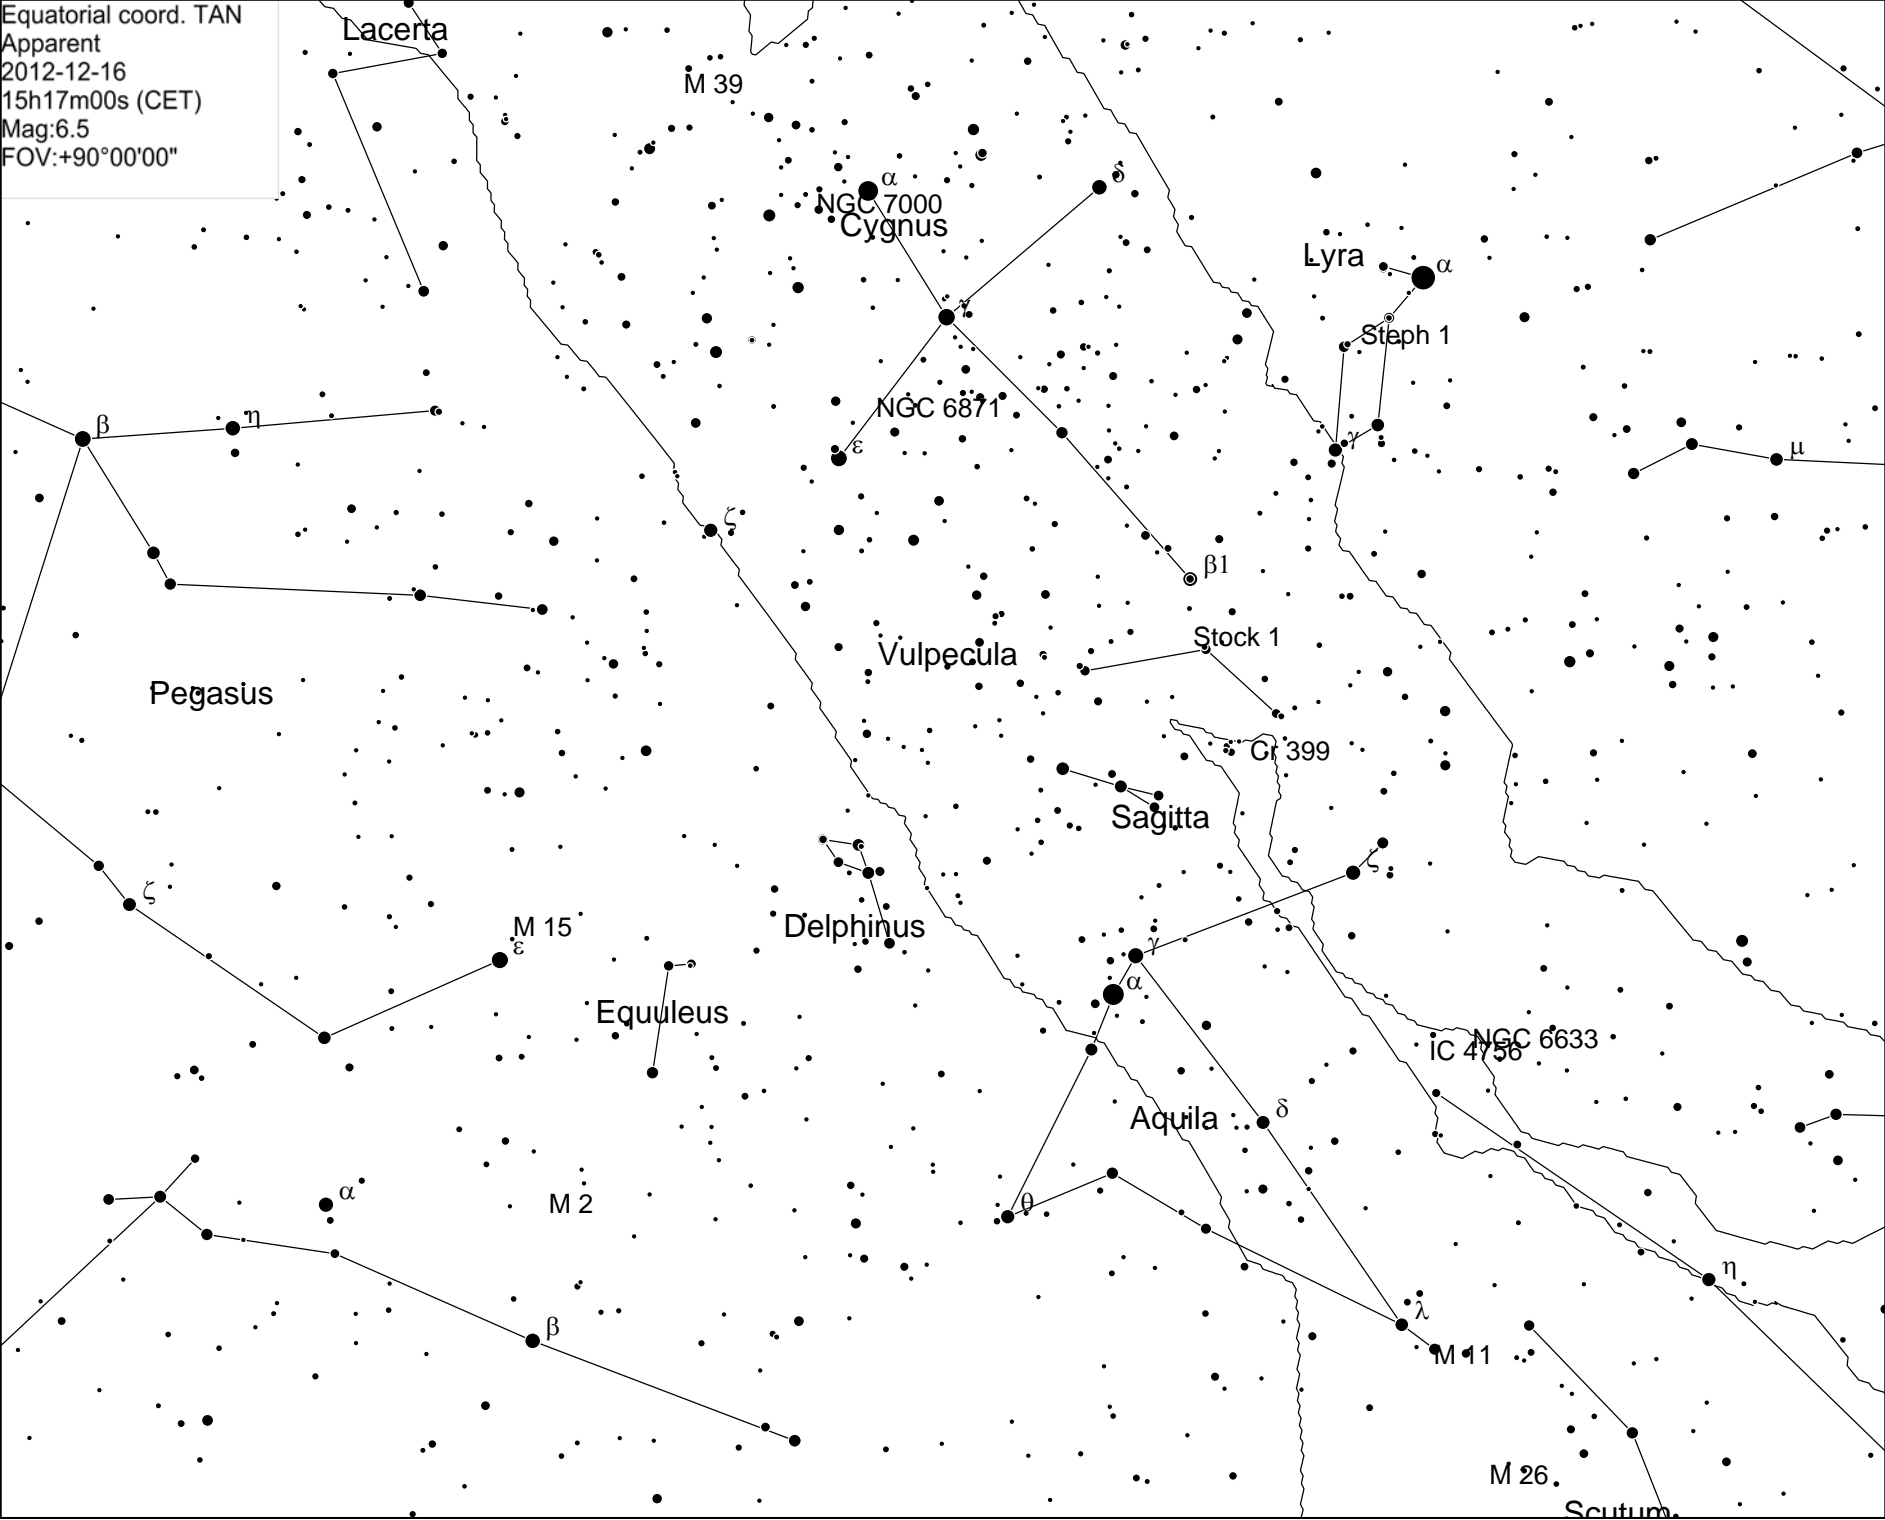 Equatorial coord. TAN
Apparent
2012-12-16
15h17m00s (CET)
Mag:6.5
FOV:+90°00'00"
Lacerta
M 39
α
δ
NGC 7000
Cygnus
Lyra
α
γ
Steph 1
β
η
NGC 6871
ε
γ
μ
ζ
β1
Stock 1
Vulpecula
Pegasus
Cr 399
Sagitta
ζ
ζ
M 15
ε
Delphinus
γ
α
Equuleus
NGC 6633
IC 4756
Aquila
δ
α
M 2
θ
η
β
λ
M 11
M 26
Scutum